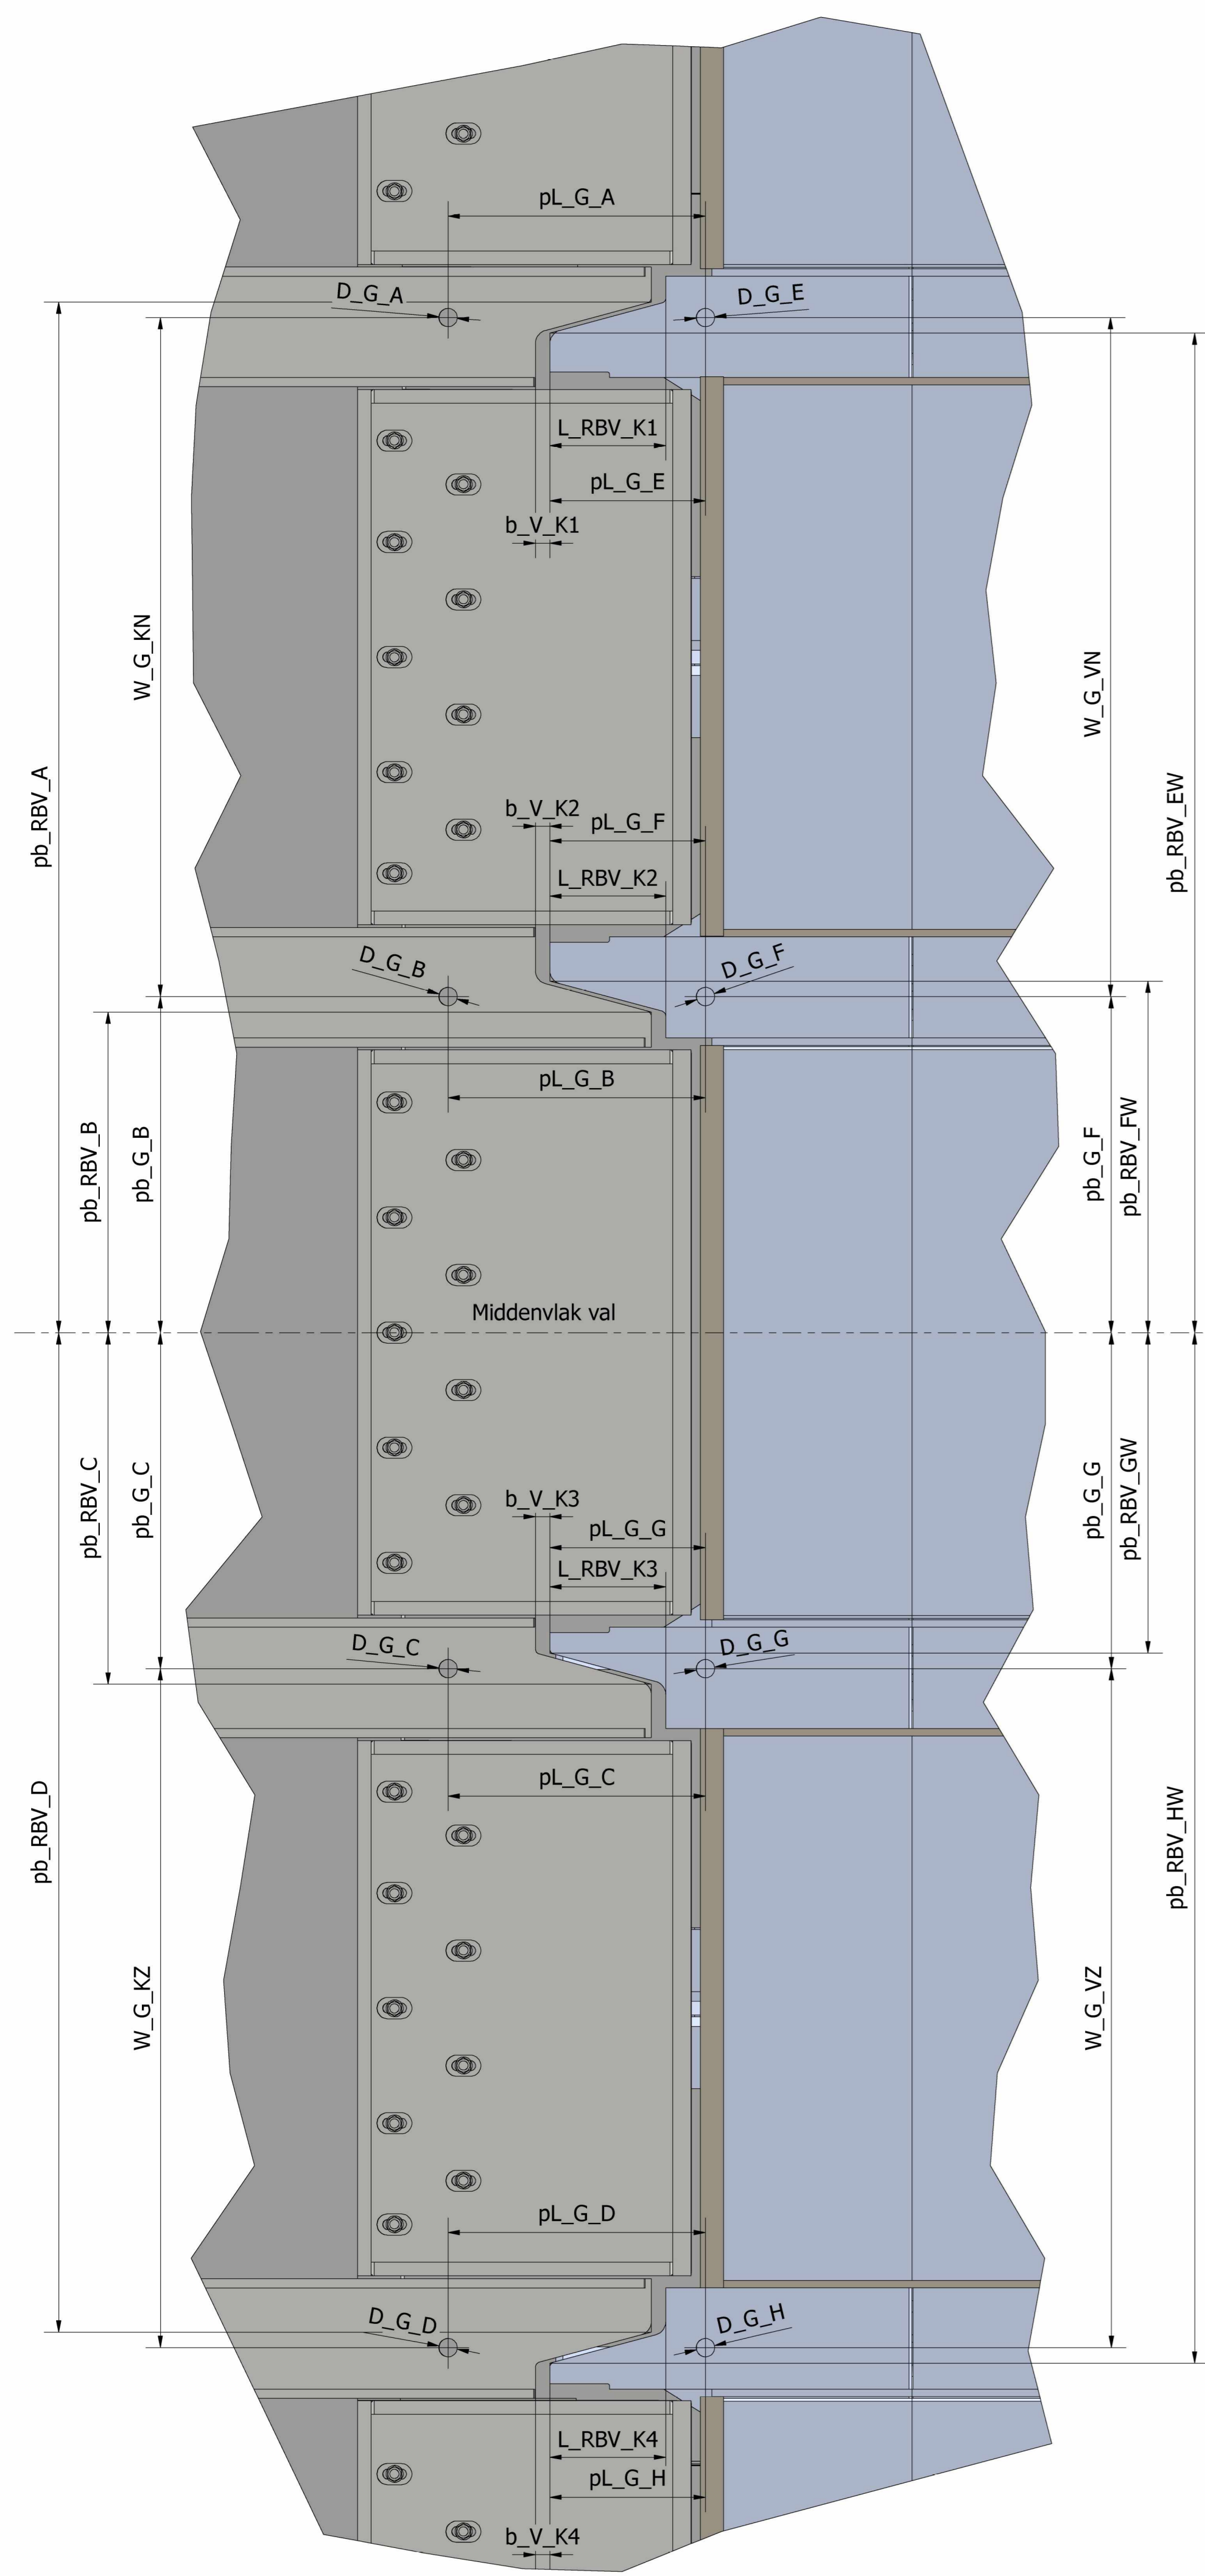 pL_G_A
D_G_A
D_G_E
L_RBV_K1
pL_G_E
b_V_K1
W_G_KN
W_G_VN
pb_RBV_A
pb_RBV_EW
b_V_K2
pL_G_F
L_RBV_K2
D_G_B
D_G_F
pL_G_B
pb_RBV_B
pb_G_B
pb_G_F
pb_RBV_FW
Middenvlak val
pb_RBV_C
pb_G_C
pb_G_G
pb_RBV_GW
b_V_K3
pL_G_G
L_RBV_K3
D_G_C
D_G_G
pL_G_C
pb_RBV_D
pb_RBV_HW
W_G_KZ
W_G_VZ
pL_G_D
D_G_D
D_G_H
L_RBV_K4
pL_G_H
b_V_K4